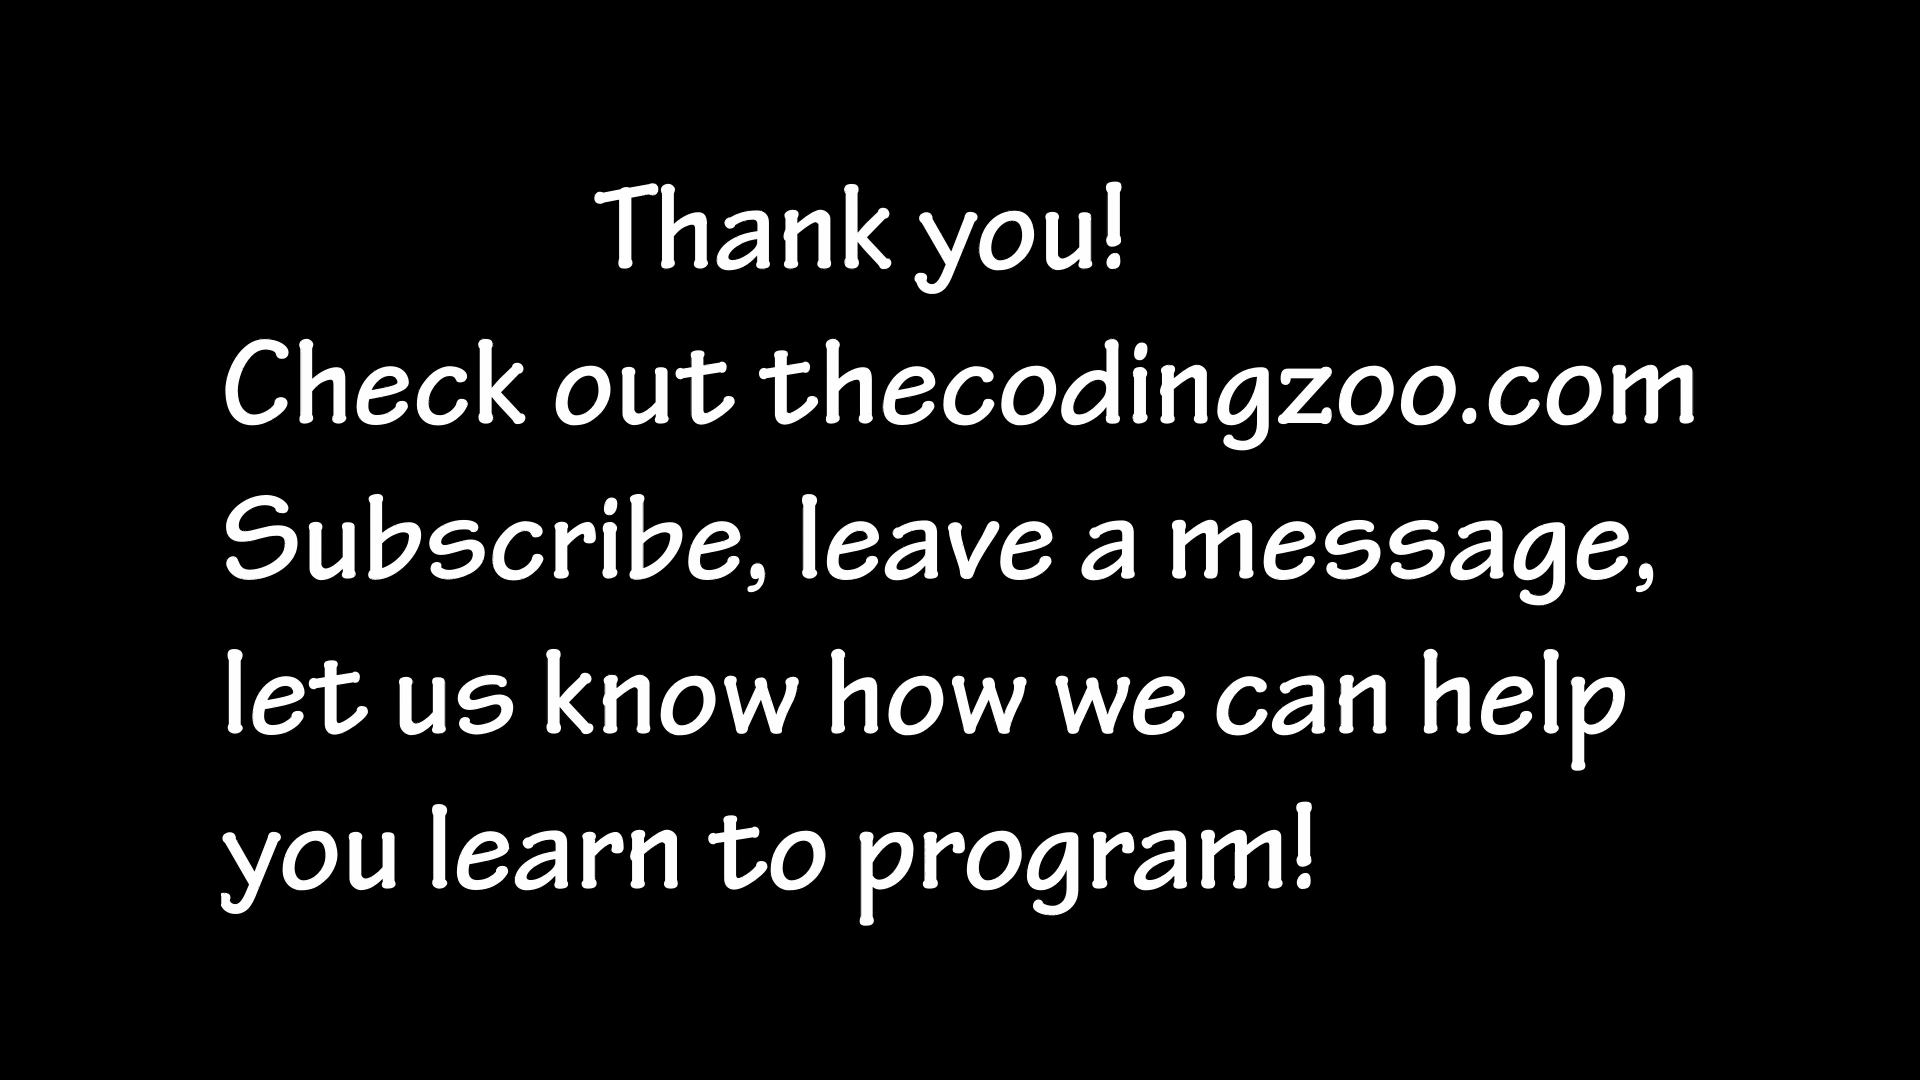 Thank you!
Check out thecodingzoo.com
Subscribe, leave a message,
let us know how we can help
you learn to program!